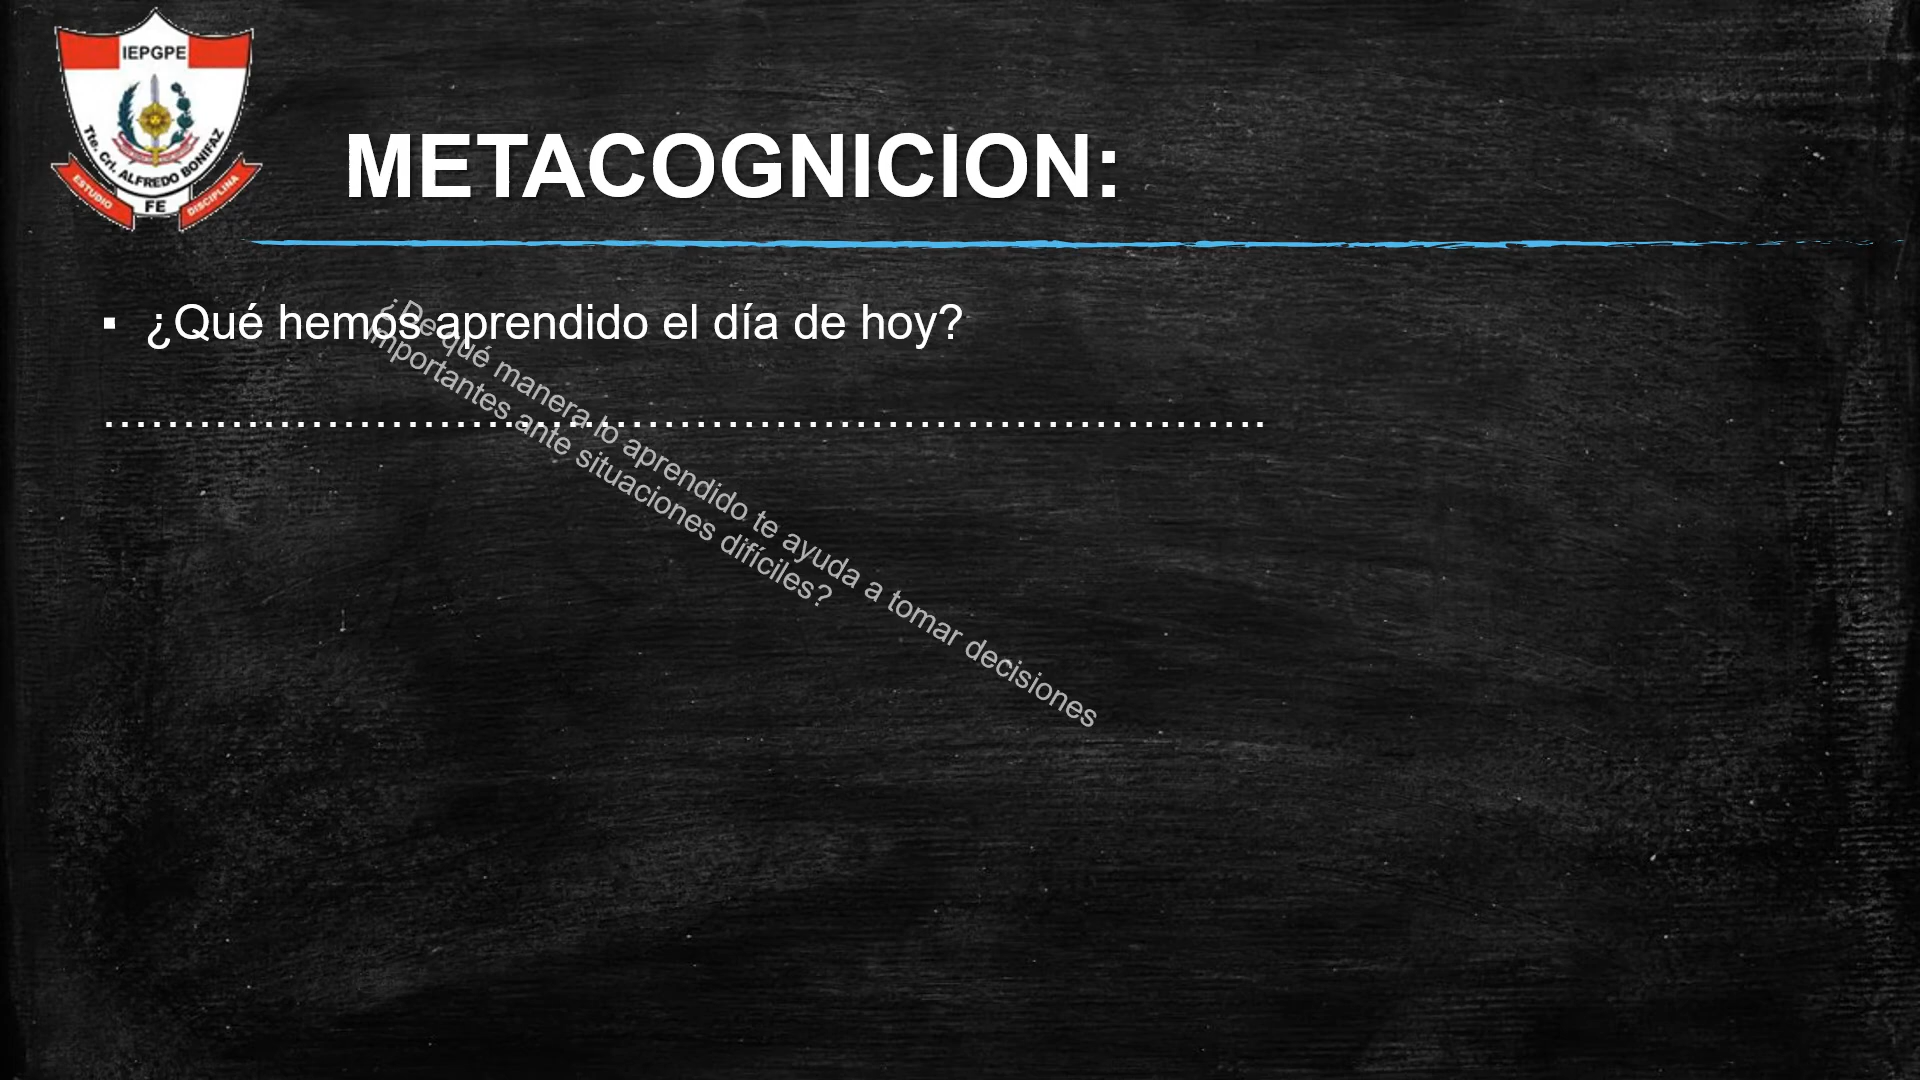 IEPGPE
Tte. Crl. ALFREDO BONIFAZ
ESTUDIO
FE
DISCIPLINA
METACOGNICION:
▪ ¿Qué hemos aprendido el día de hoy?
........................................................................
¿De qué manera lo aprendido te ayuda a tomar decisiones
importantes ante situaciones difíciles?